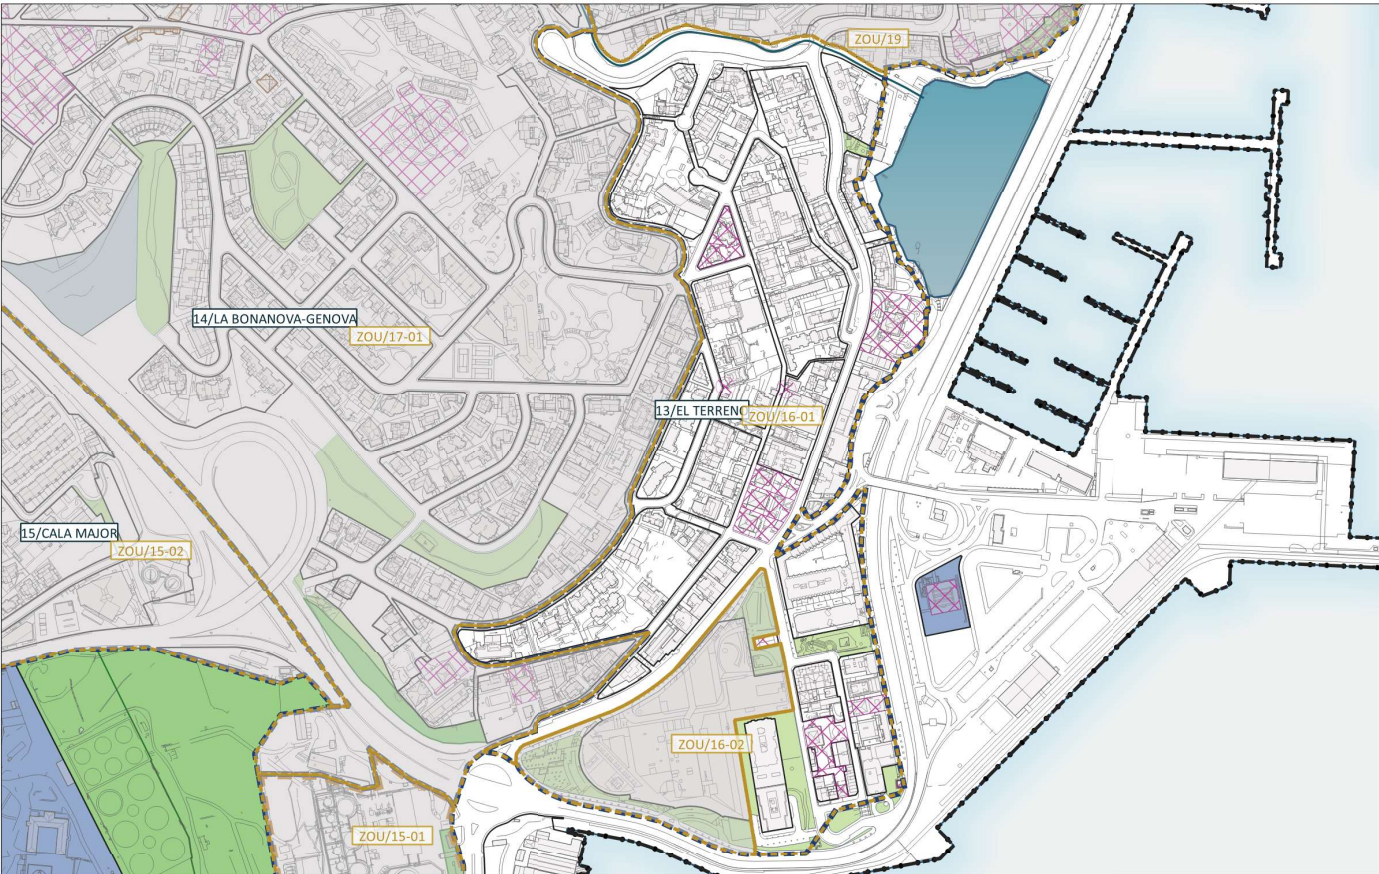 ZOU/19
14/LA BONANOVA-GENOVA
ZOU/17-01
13/EL TERRENO
ZOU/16-01
15/CALA MAJOR
ZOU/15-02
ZOU/16-02
ZOU/15-01